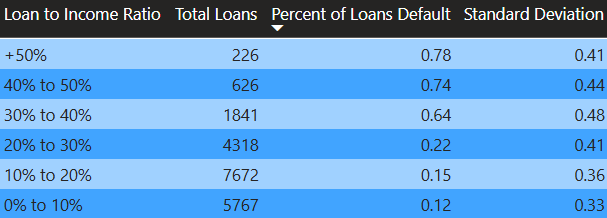 Loan to Income Ratio Total Loans Percent of Loans Default Standard Deviation
+50% 226 0.78 0.41
40% to 50% 626 0.74 0.44
30% to 40% 1841 0.64 0.48
20% to 30% 4318 0.22 0.41
10% to 20% 7672 0.15 0.36
0% to 10% 5767 0.12 0.33